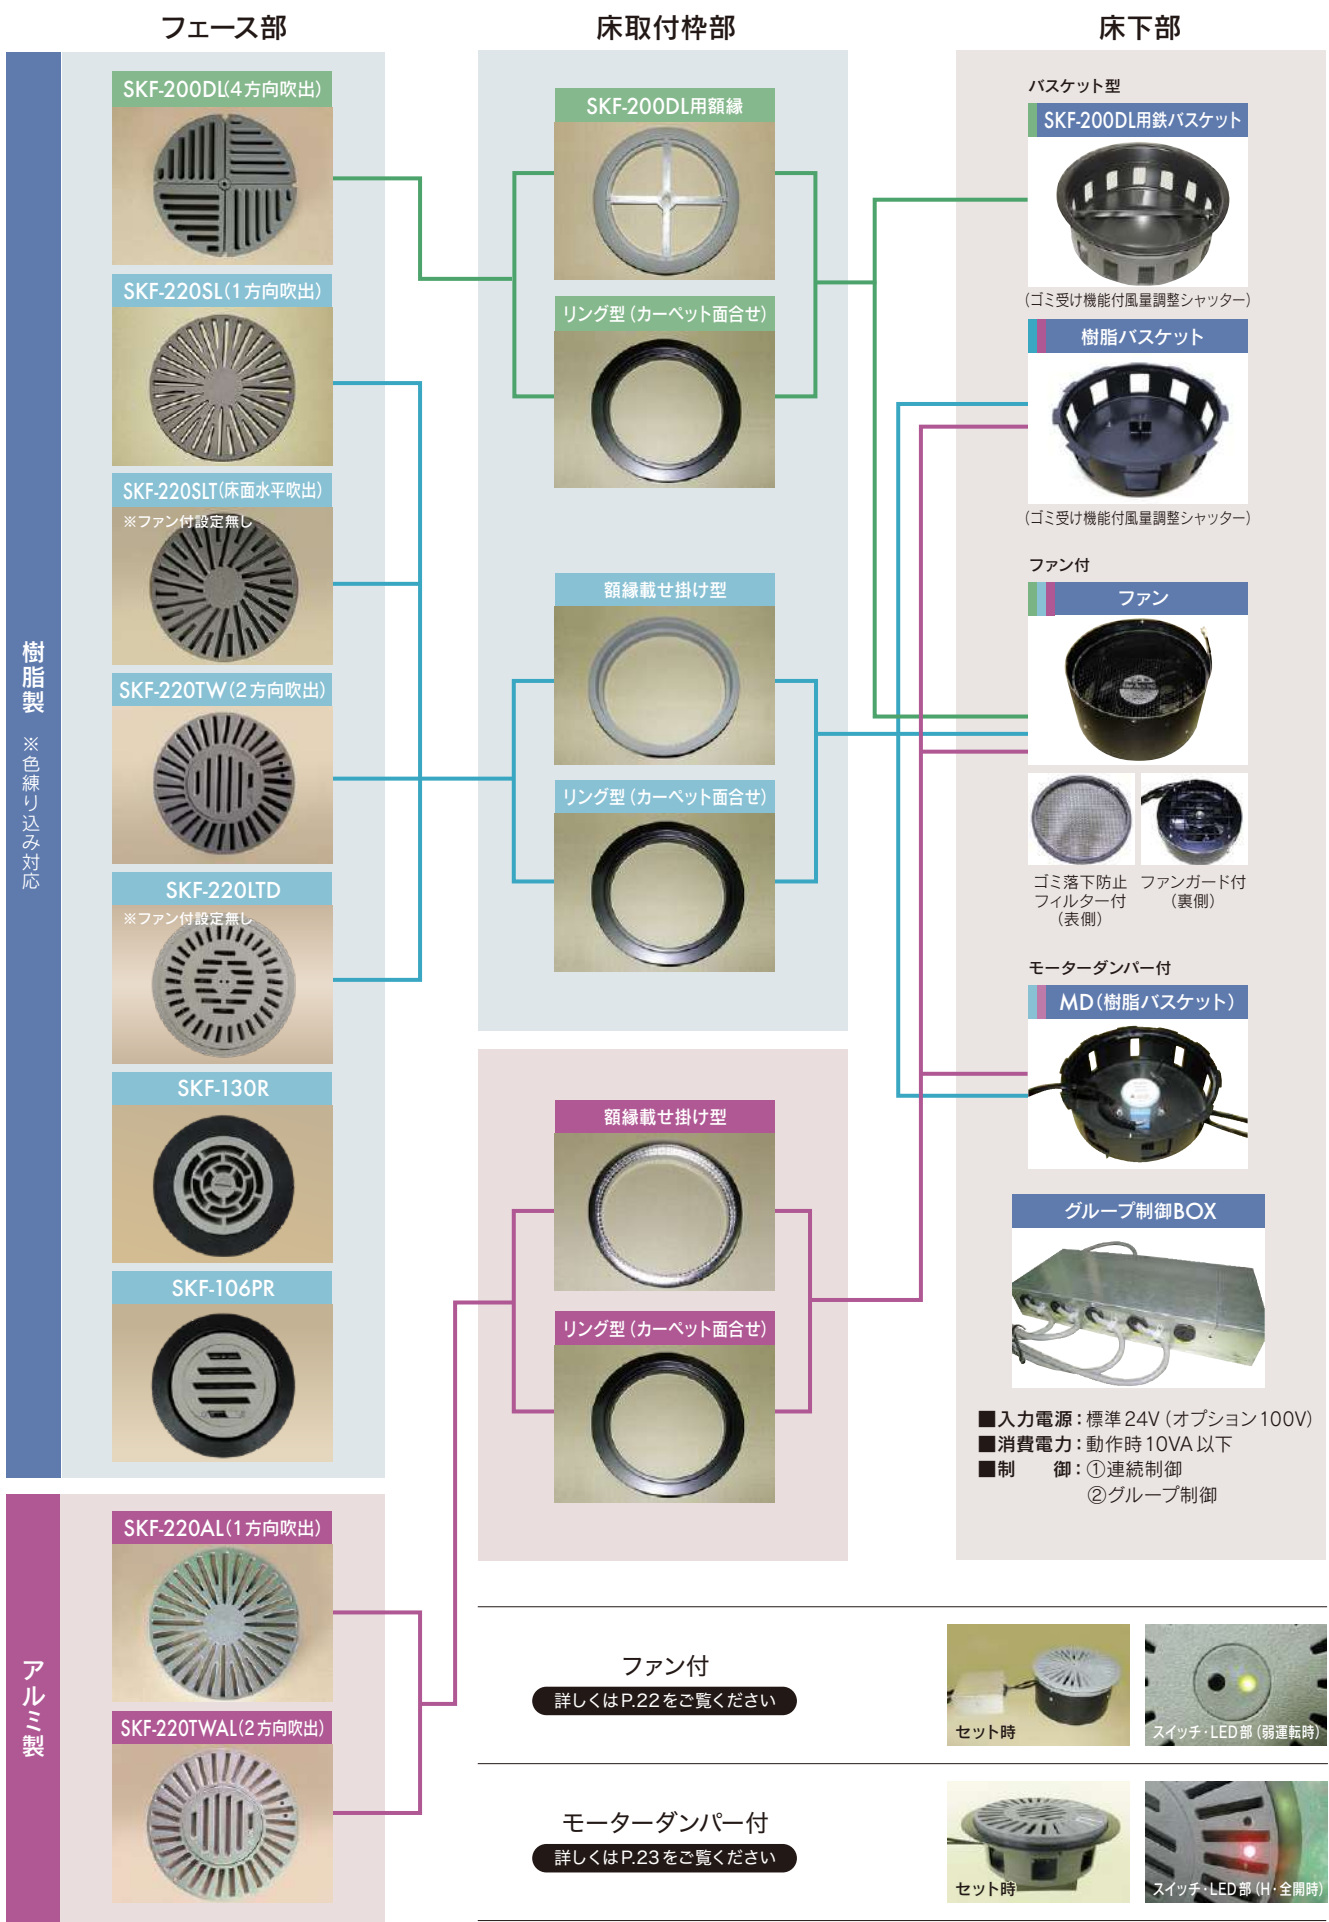 フェース部
樹脂製 ※色練り込み対応
SKF-200DL(4方向吹出)
SKF-220SL(1方向吹出)
SKF-220SLT(床面水平吹出)
※ファン付設定無し
SKF-220TW(2方向吹出)
SKF-220LTD
※ファン付設定無し
SKF-130R
SKF-106PR
アルミ製
SKF-220AL(1方向吹出)
SKF-220TWAL(2方向吹出)
床取付枠部
SKF-200DL用額縁
リング型(カーペット面合せ)
額縁載せ掛け型
リング型(カーペット面合せ)
額縁載せ掛け型
リング型(カーペット面合せ)
床下部
バスケット型
SKF-200DL用鉄バスケット
(ゴミ受け機能付風量調整シャッター)
樹脂バスケット
(ゴミ受け機能付風量調整シャッター)
ファン付
ファン
ゴミ落下防止
フィルター付
(表側)
ファンガード付
(裏側)
モーターダンパー付
MD(樹脂バスケット)
グループ制御BOX
■入力電源:標準24V(オプション100V)
■消費電力:動作時10VA以下
■制　御:①連続制御
②グループ制御
ファン付
詳しくはP.22をご覧ください
セット時
スイッチ・LED部(弱運転時)
モーターダンパー付
詳しくはP.23をご覧ください
セット時
スイッチ・LED部(H・全開時)